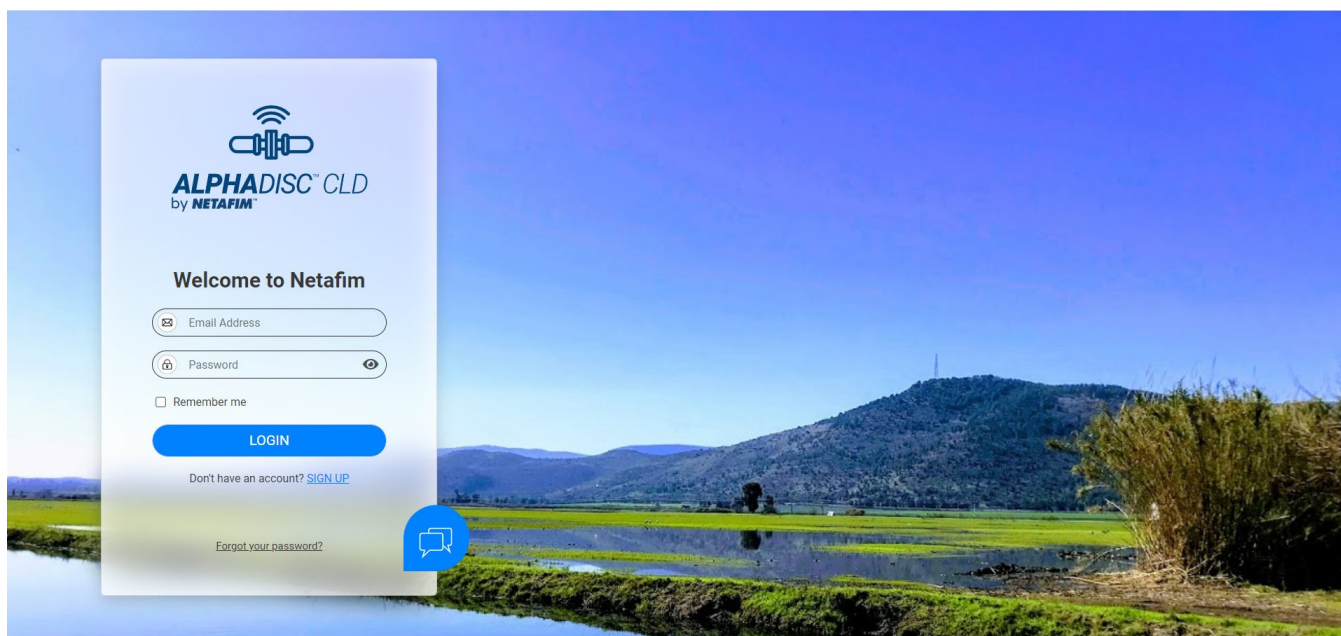 ALPHADISC™ CLD
by NETAFIM™
Welcome to Netafim
Email Address
Password
Remember me
LOGIN
Don't have an account? SIGN UP
Forgot your password?